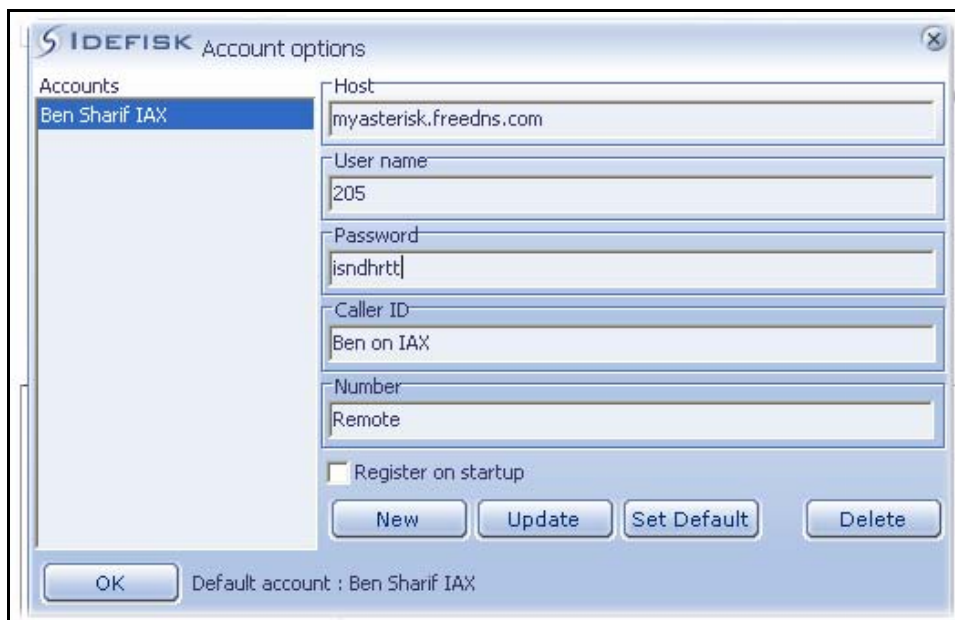 IDEFISK Account options
Accounts
Ben Sharif IAX
Host
myasterisk.freedns.com
User name
205
Password
isndhrtt
Caller ID
Ben on IAX
Number
Remote
Register on startup
New Update Set Default Delete
OK Default account : Ben Sharif IAX